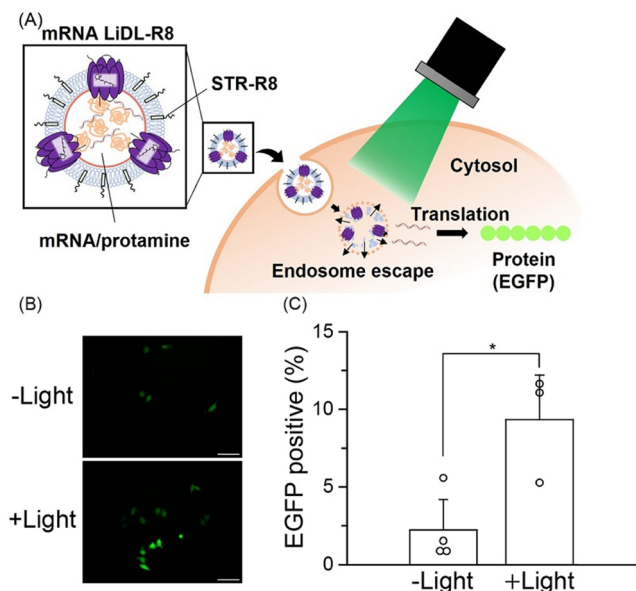 (A)
mRNA LiDL-R8
STR-R8
mRNA/protamine
Cytosol
Translation
Endosome escape
Protein
(EGFP)
(B)
-Light
+Light
(C)
EGFP positive (%)
15
10
5
0
*
-Light
+Light